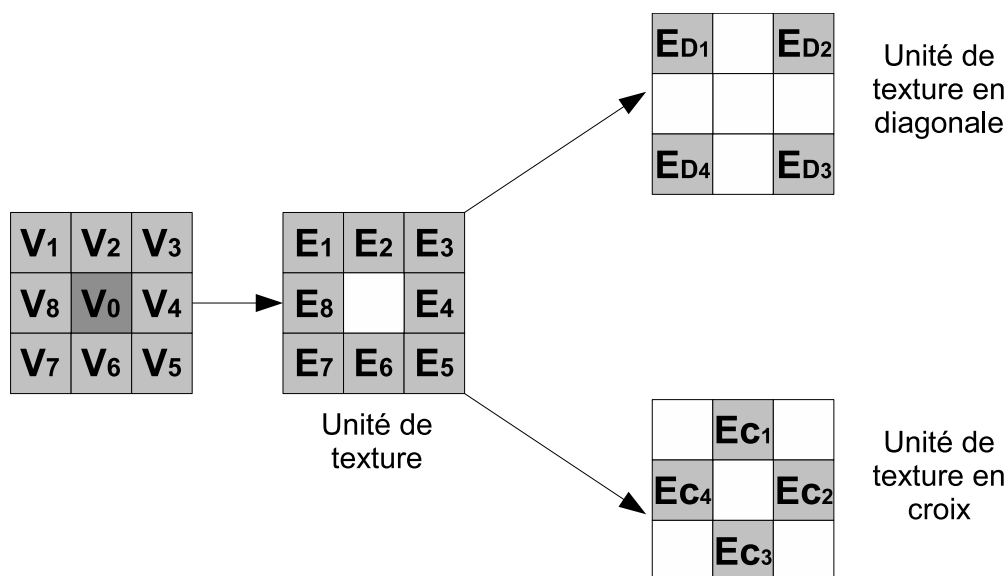 ED1 ED2
ED4 ED3
Unité de
texture en
diagonale
V1 V2 V3
V8 V0 V4
V7 V6 V5
E1 E2 E3
E8 E4
E7 E6 E5
Unité de
texture
Ec1
Ec4 Ec2
Ec3
Unité de
texture en
croix